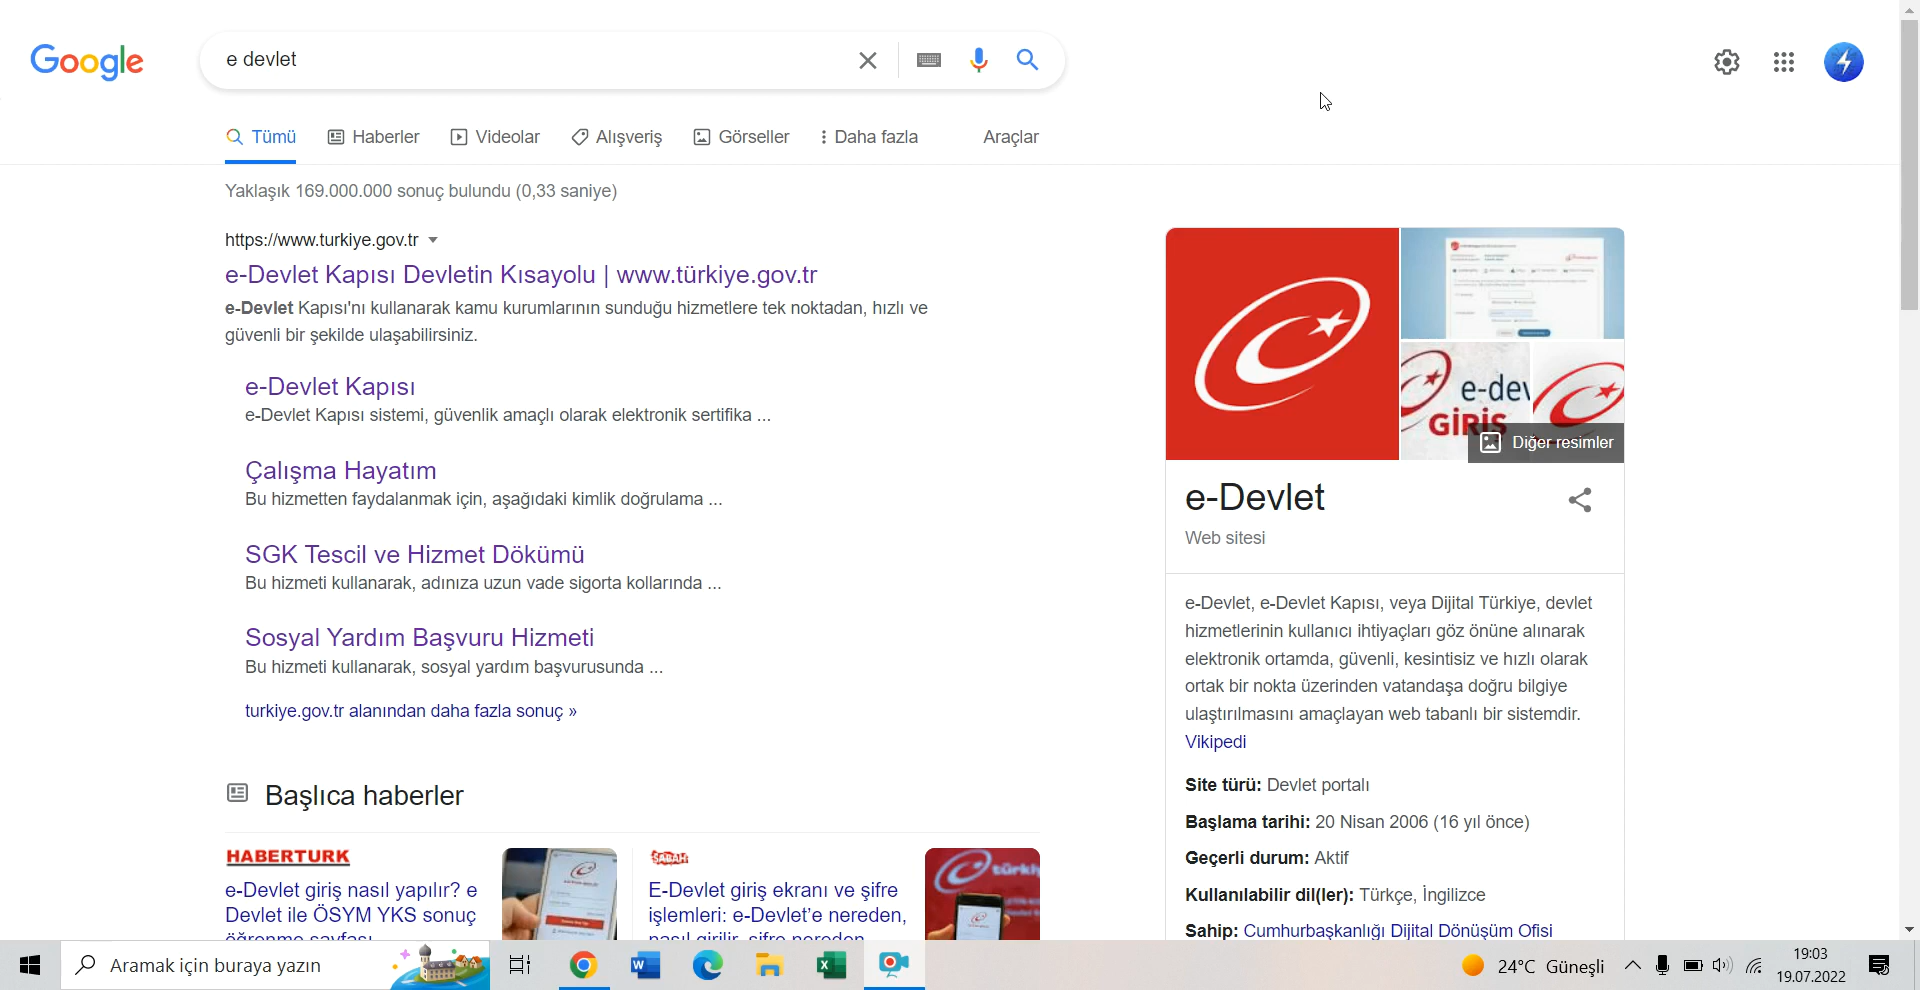 Google
e devlet
Tümü
Haberler
Videolar
Alışveriş
Görseller
Daha fazla
Araçlar
Yaklaşık 169.000.000 sonuç bulundu (0,33 saniye)
https://www.turkiye.gov.tr
e-Devlet Kapısı Devletin Kısayolu | www.türkiye.gov.tr
e-Devlet Kapısı'nı kullanarak kamu kurumlarının sunduğu hizmetlere tek noktadan, hızlı ve
güvenli bir şekilde ulaşabilirsiniz.
e-Devlet Kapısı
e-Devlet Kapısı sistemi, güvenlik amaçlı olarak elektronik sertifika ...
Çalışma Hayatım
Bu hizmetten faydalanmak için, aşağıdaki kimlik doğrulama ...
SGK Tescil ve Hizmet Dökümü
Bu hizmeti kullanarak, adınıza uzun vade sigorta kollarında ...
Sosyal Yardım Başvuru Hizmeti
Bu hizmeti kullanarak, sosyal yardım başvurusunda ...
turkiye.gov.tr alanından daha fazla sonuç »
Başlıca haberler
HABERTURK
e-Devlet giriş nasıl yapılır? e
Devlet ile ÖSYM YKS sonuç
öğrenme sayfası
SABAH
E-Devlet giriş ekranı ve şifre
işlemleri: e-Devlet'e nereden,
nasıl girilir, şifre nereden
GİRİŞ
Diğer resimler
e-Devlet
Web sitesi
e-Devlet, e-Devlet Kapısı, veya Dijital Türkiye, devlet
hizmetlerinin kullanıcı ihtiyaçları göz önüne alınarak
elektronik ortamda, güvenli, kesintisiz ve hızlı olarak
ortak bir nokta üzerinden vatandaşa doğru bilgiye
ulaştırılmasını amaçlayan web tabanlı bir sistemdir.
Vikipedi
Site türü: Devlet portalı
Başlama tarihi: 20 Nisan 2006 (16 yıl önce)
Geçerli durum: Aktif
Kullanılabilir dil(ler): Türkçe, İngilizce
Sahip: Cumhurbaşkanlığı Dijital Dönüşüm Ofisi
Aramak için buraya yazın
24°C Güneşli
19:03
19.07.2022